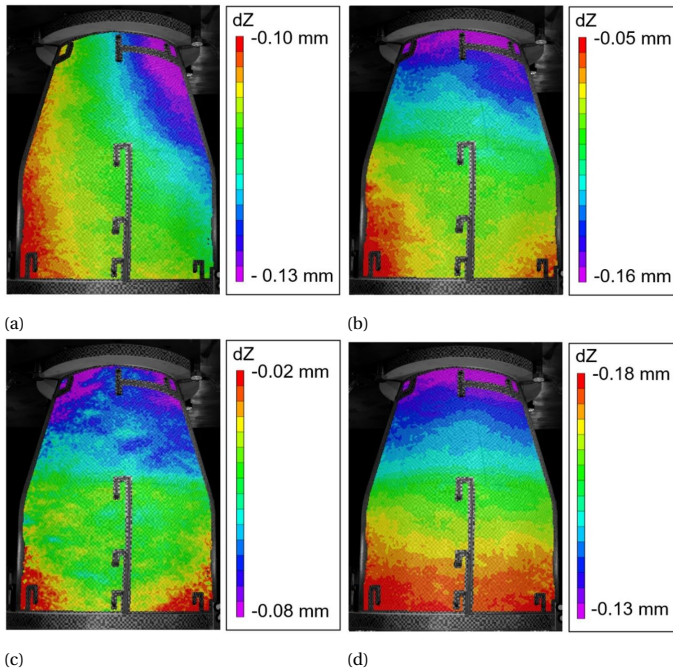 dZ
-0.10 mm
- 0.13 mm
(a)
dZ
-0.05 mm
-0.16 mm
(b)
dZ
-0.02 mm
-0.08 mm
(c)
dZ
-0.18 mm
-0.13 mm
(d)